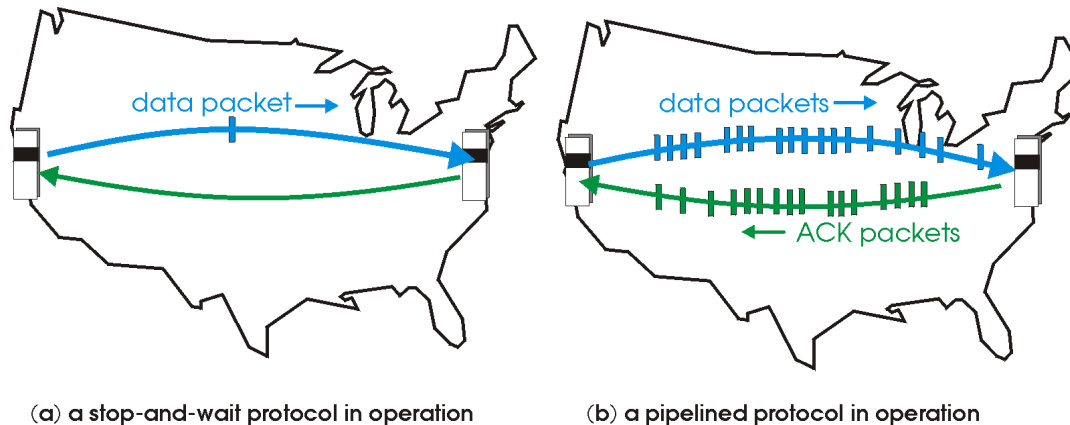 data packet
data packets
ACK packets
(a) a stop-and-wait protocol in operation
(b) a pipelined protocol in operation